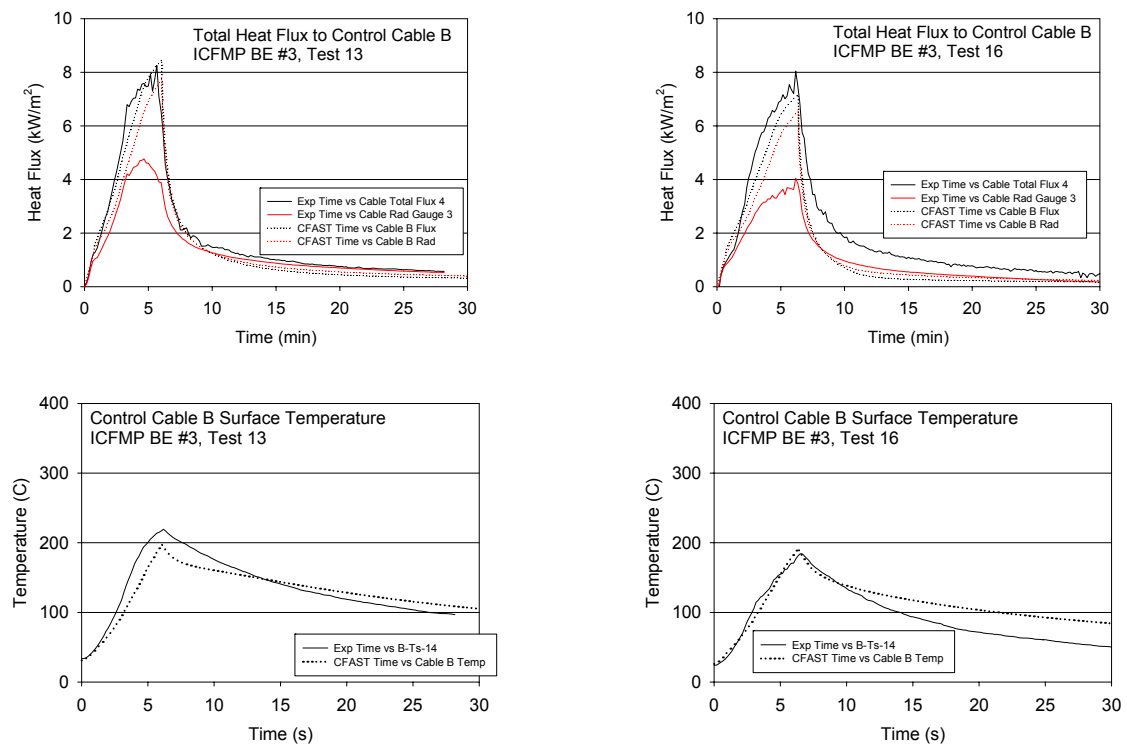 Total Heat Flux to Control Cable B
ICFMP BE #3, Test 13
Heat Flux (kW/m²)
10
8
6
4
2
0
Exp Time vs Cable Total Flux 4
Exp Time vs Cable Rad Gauge 3
CFAST Time vs Cable B Flux
CFAST Time vs Cable B Rad
0 5 10 15 20 25 30
Time (min)
Total Heat Flux to Control Cable B
ICFMP BE #3, Test 16
Heat Flux (kW/m²)
10
8
6
4
2
0
Exp Time vs Cable Total Flux 4
Exp Time vs Cable Rad Gauge 3
CFAST Time vs Cable B Flux
CFAST Time vs Cable B Rad
0 5 10 15 20 25 30
Time (min)
Control Cable B Surface Temperature
ICFMP BE #3, Test 13
Temperature (C)
400
300
200
100
0
Exp Time vs B-Ts-14
CFAST Time vs Cable B Temp
0 5 10 15 20 25 30
Time (s)
Control Cable B Surface Temperature
ICFMP BE #3, Test 16
Temperature (C)
400
300
200
100
0
Exp Time vs B-Ts-14
CFAST Time vs Cable B Temp
0 5 10 15 20 25 30
Time (s)